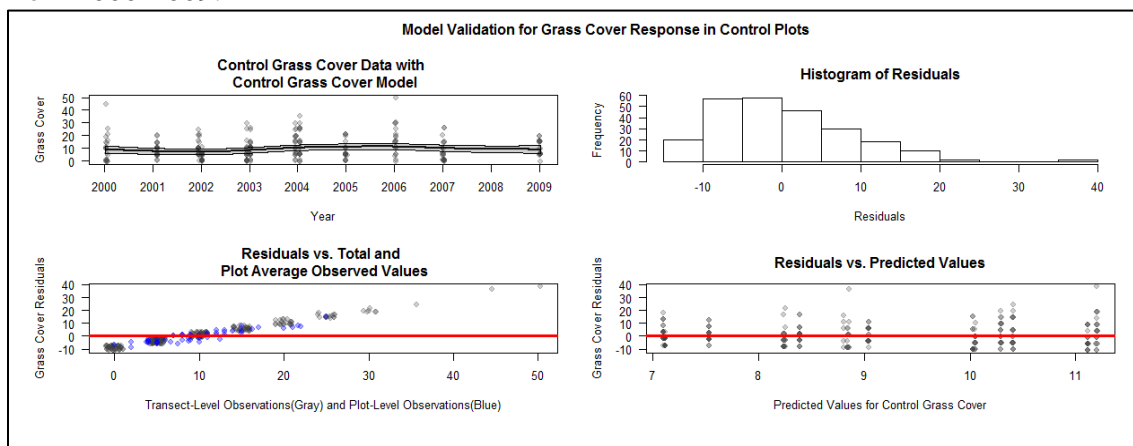 Model Validation for Grass Cover Response in Control Plots
Control Grass Cover Data with
Control Grass Cover Model
Grass Cover
50
40
30
20
10
0
2000 2001 2002 2003 2004 2005 2006 2007 2008 2009
Year
Histogram of Residuals
Frequency
60
50
40
30
20
10
0
-10 0 10 20 30 40
Residuals
Residuals vs. Total and
Plot Average Observed Values
Grass Cover Residuals
40
30
20
10
0
-10
0 10 20 30 40 50
Transect-Level Observations(Gray) and Plot-Level Observations(Blue)
Residuals vs. Predicted Values
Grass Cover Residuals
40
30
20
10
0
-10
7 8 9 10 11
Predicted Values for Control Grass Cover